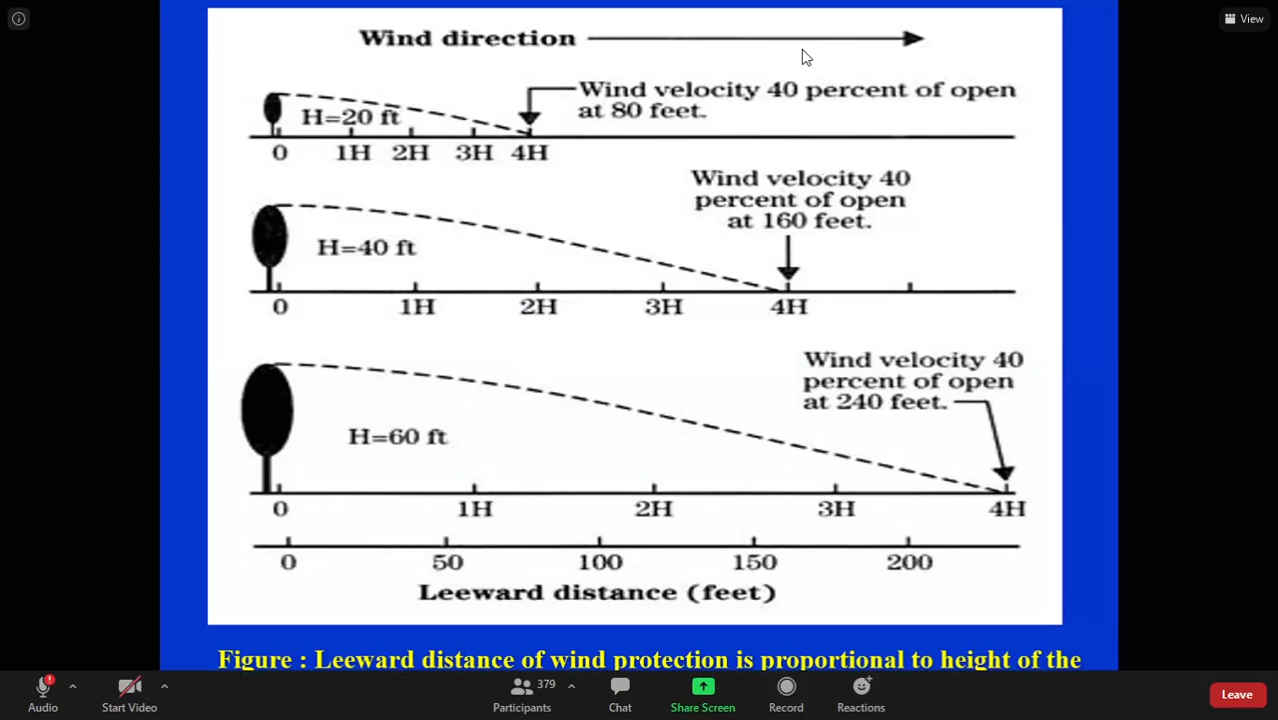 View
Wind direction
Wind velocity 40 percent of open
at 80 feet.
H=20 ft
0 1H 2H 3H 4H
Wind velocity 40
percent of open
at 160 feet.
H=40 ft
0 1H 2H 3H 4H
Wind velocity 40
percent of open
at 240 feet.
H=60 ft
0 1H 2H 3H 4H
0 50 100 150 200
Leeward distance (feet)
Figure : Leeward distance of wind protection is proportional to height of the
379
Audio Start Video Participants Chat Share Screen Record Reactions Leave